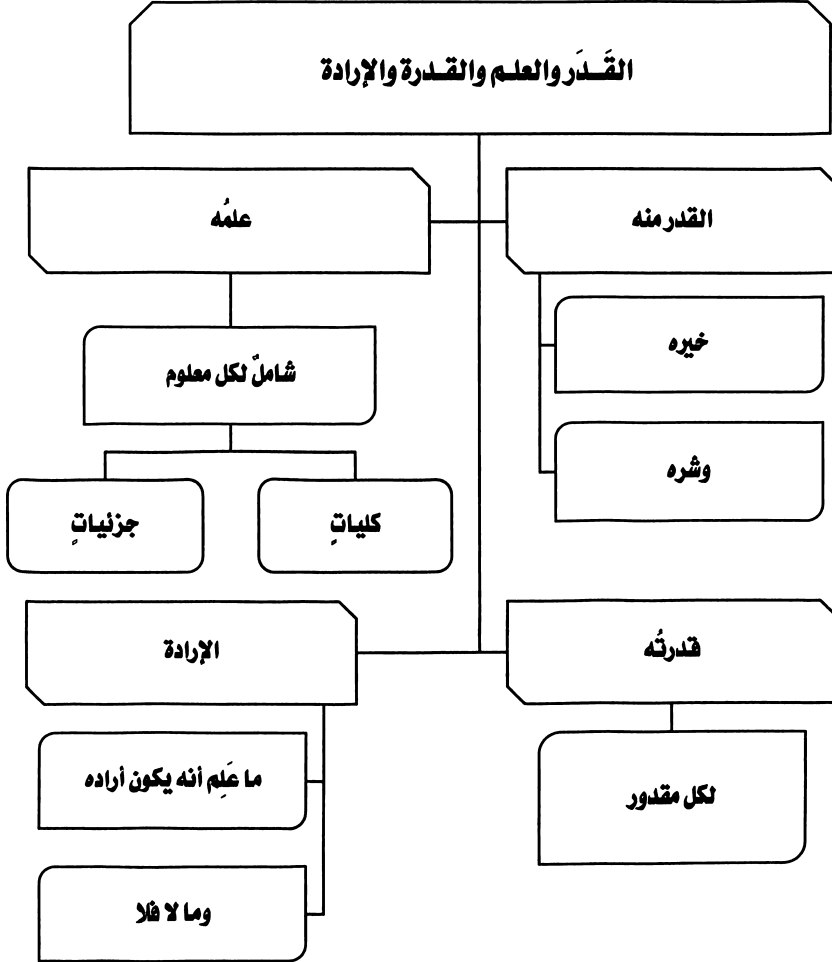 القَـدَر والعلـم والقـدرة والإرادة
القدر منه
خيره
وشره
علمُه
شاملٌ لكل معلوم
كلياتٍ
جزئياتٍ
قدرتُه
لكل مقدور
الإرادة
ما عَلِم أنه يكون أراده
وما لا فلا